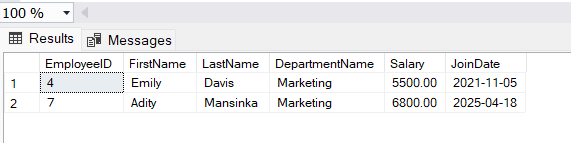 100 %
Results Messages
EmployeeID FirstName LastName DepartmentName Salary JoinDate
1 4 Emily Davis Marketing 5500.00 2021-11-05
2 7 Adity Mansinka Marketing 6800.00 2025-04-18